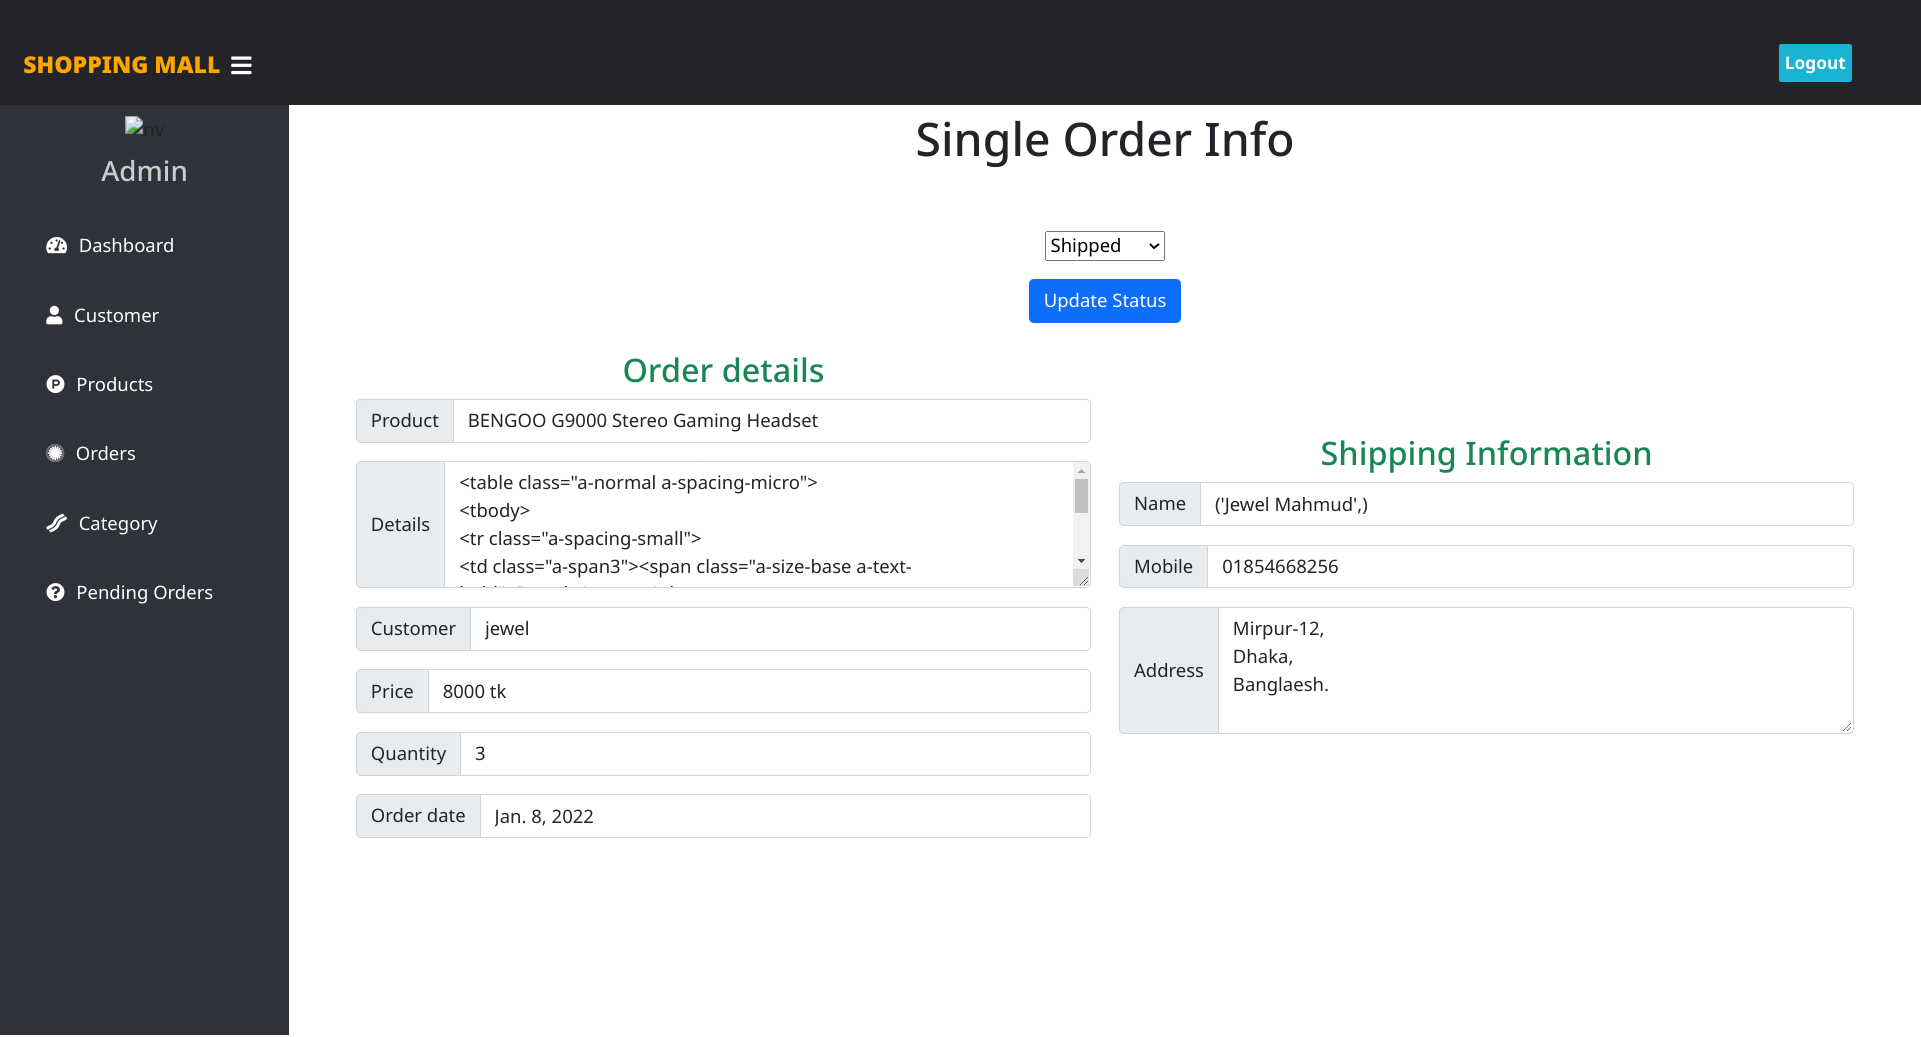 SHOPPING MALL
Logout
Admin
Dashboard
Customer
Products
Orders
Category
Pending Orders
Single Order Info
Shipped
Update Status
Order details
Product BENGOO G9000 Stereo Gaming Headset
Details
<table class="a-normal a-spacing-micro">
<tbody>
<tr class="a-spacing-small">
<td class="a-span3"><span class="a-size-base a-text-
Customer jewel
Price 8000 tk
Quantity 3
Order date Jan. 8, 2022
Shipping Information
Name ('Jewel Mahmud',)
Mobile 01854668256
Address
Mirpur-12,
Dhaka,
Banglaesh.